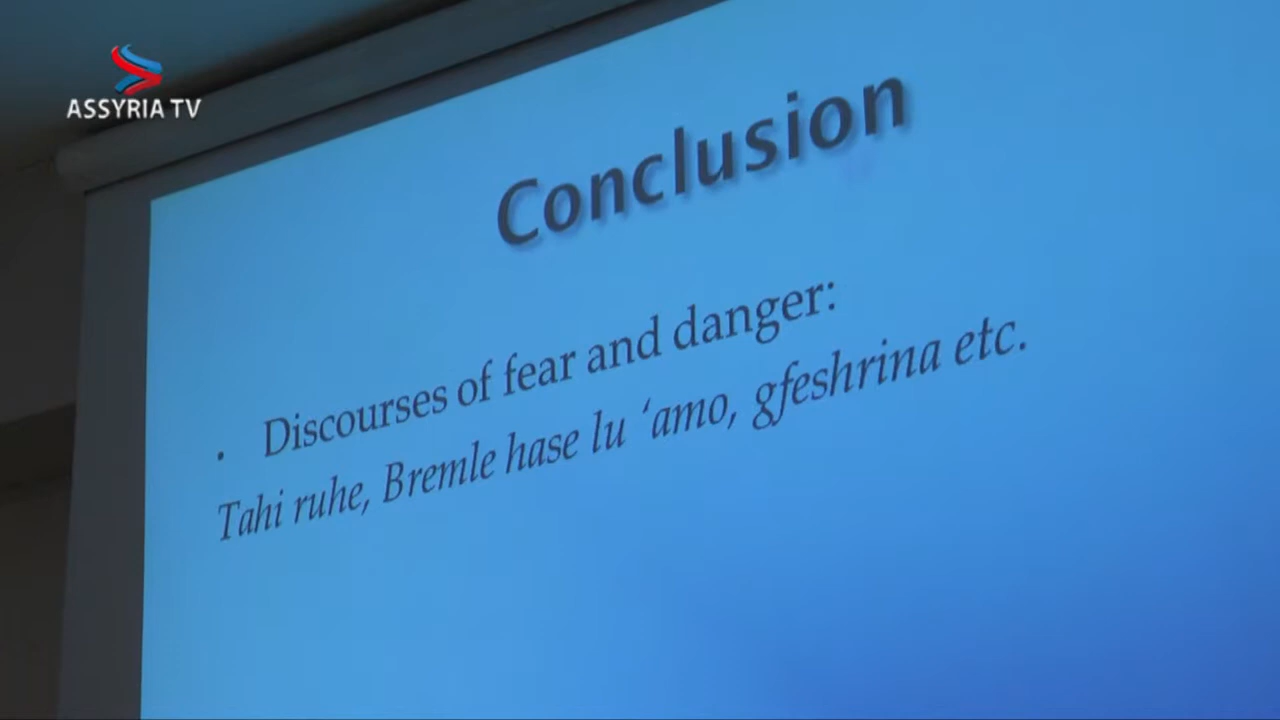 ASSYRIA TV
Conclusion
• Discourses of fear and danger:
Tahi ruhe, Bremle hase lu ‘amo, gfeshrina etc.